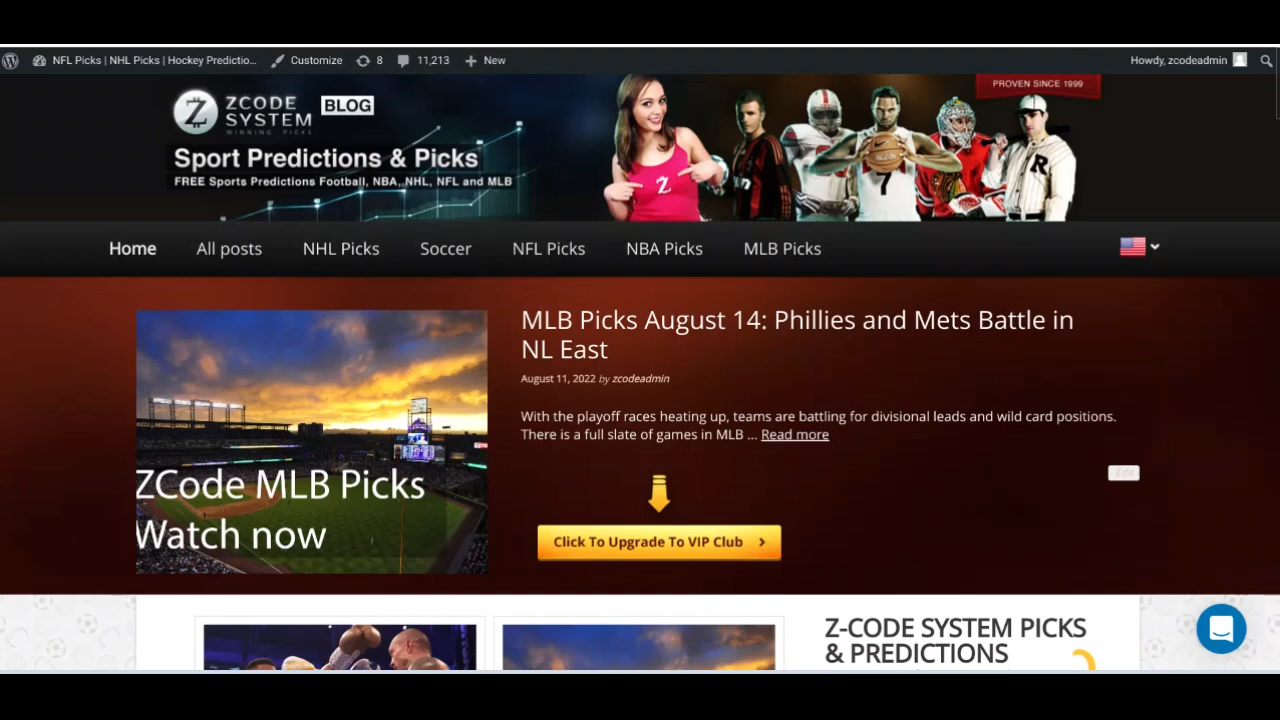 NFL Picks | NHL Picks | Hockey Predictio... Customize 8 11,213 New Howdy, zcodeadmin
PROVEN SINCE 1999
ZCODE SYSTEM
WINNING PICKS
BLOG
Sport Predictions & Picks
FREE Sports Predictions Football, NBA, NHL, NFL and MLB
Z
7
R
Home All posts NHL Picks Soccer NFL Picks NBA Picks MLB Picks
MLB Picks August 14: Phillies and Mets Battle in
NL East
August 11, 2022 by zcodeadmin
With the playoff races heating up, teams are battling for divisional leads and wild card positions.
There is a full slate of games in MLB ... Read more
Edit
ZCode MLB Picks
Watch now
Click To Upgrade To VIP Club
Z-CODE SYSTEM PICKS
& PREDICTIONS